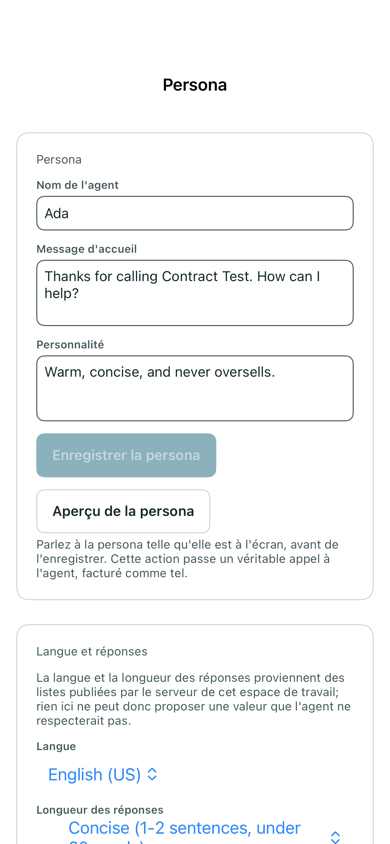 Persona
Persona
Nom de l'agent
Ada
Message d'accueil
Thanks for calling Contract Test. How can I
help?
Personnalité
Warm, concise, and never oversells.
Enregistrer la persona
Aperçu de la persona
Parlez à la persona telle qu'elle est à l'écran, avant de
l'enregistrer. Cette action passe un véritable appel à
l'agent, facturé comme tel.
Langue et réponses
La langue et la longueur des réponses proviennent des
listes publiées par le serveur de cet espace de travail;
rien ici ne peut donc proposer une valeur que l'agent ne
respecterait pas.
Langue
English (US)
Longueur des réponses
Concise (1-2 sentences, under